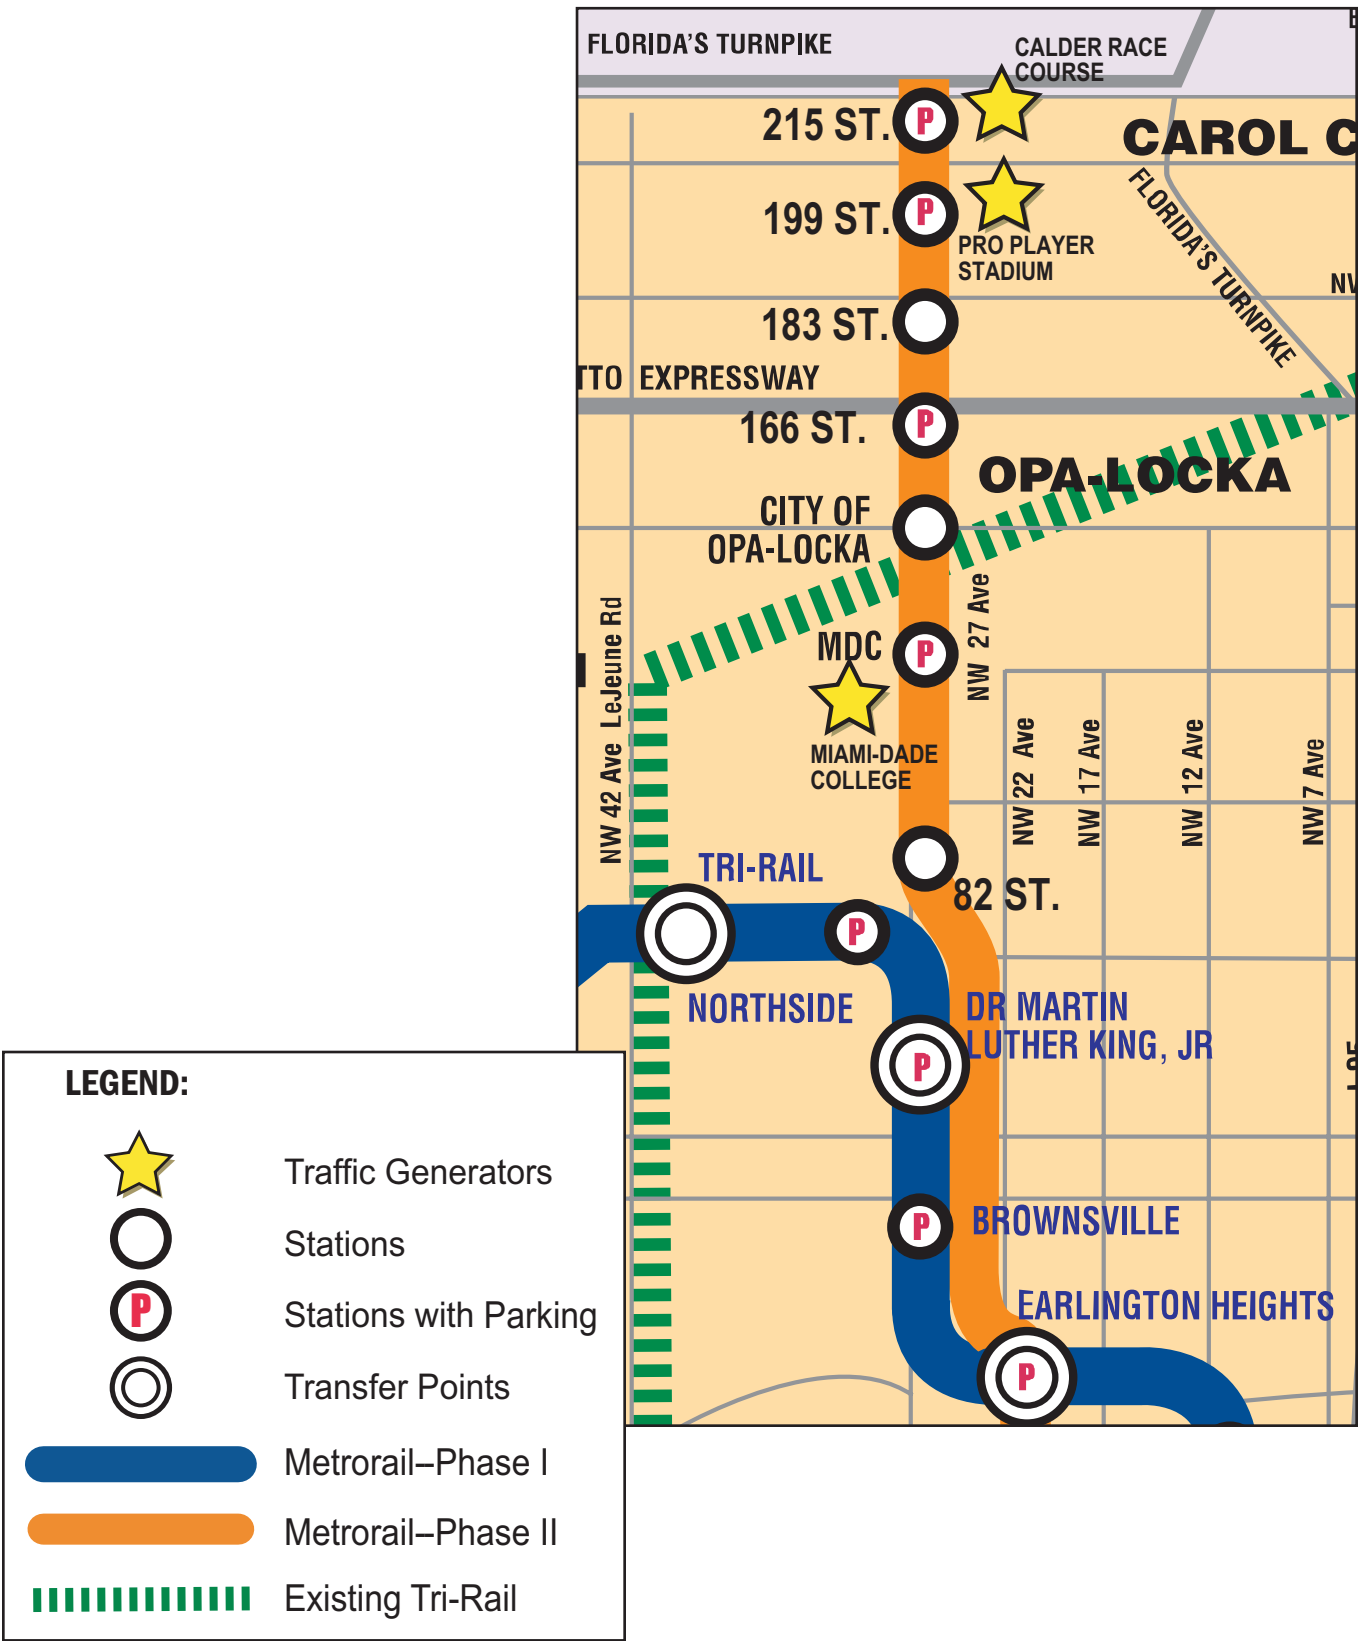 FLORIDA'S TURNPIKE
CALDER RACE
COURSE
215 ST.
P
CAROL C
199 ST.
P
PRO PLAYER
STADIUM
FLORIDA'S TURNPIKE
183 ST.
TTO EXPRESSWAY
166 ST.
P
OPA-LOCKA
CITY OF
OPA-LOCKA
NW 27 Ave
MDC
P
MIAMI-DADE
COLLEGE
NW 42 Ave LeJeune Rd
NW 22 Ave
NW 17 Ave
NW 12 Ave
NW 7 Ave
TRI-RAIL
82 ST.
P
NORTHSIDE
DR MARTIN
LUTHER KING, JR
P
BROWNSVILLE
P
EARLINGTON HEIGHTS
P
LEGEND:
Traffic Generators
Stations
P
Stations with Parking
Transfer Points
Metrorail–Phase I
Metrorail–Phase II
Existing Tri-Rail